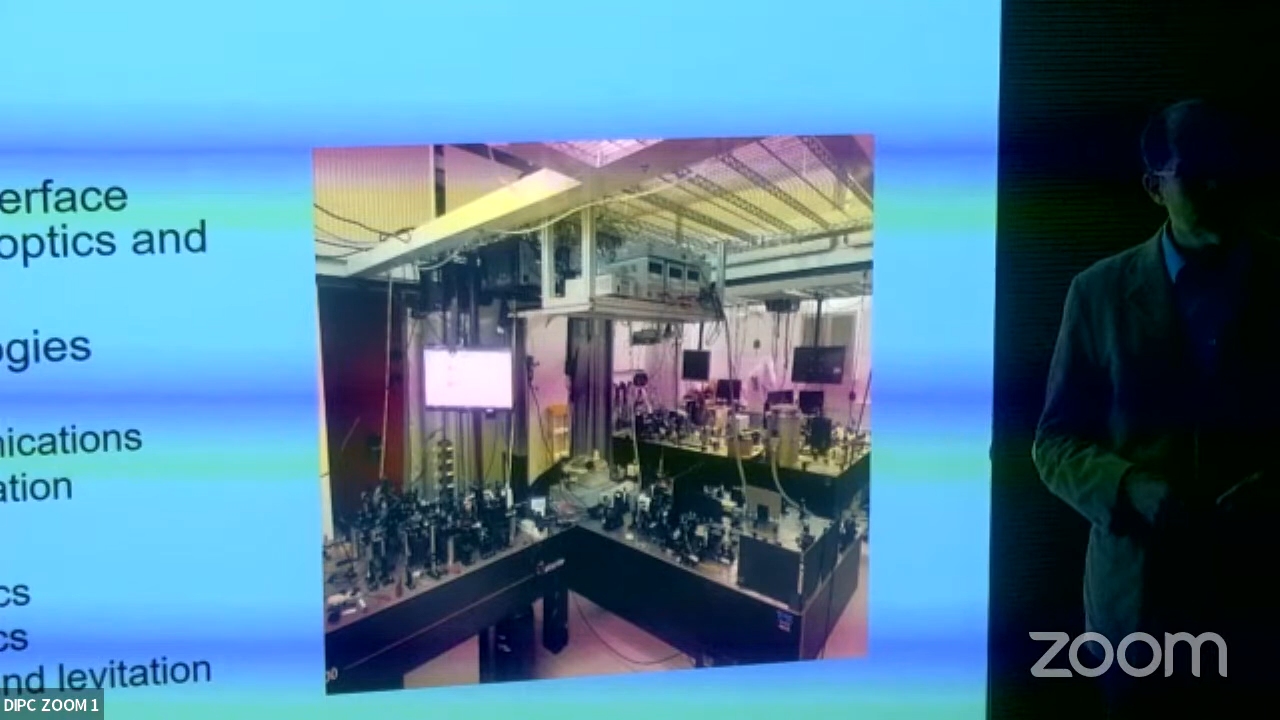 erface
optics and
ogies
nications
ation
cs
cs
nd levitation
zoom
DIPC ZOOM 1